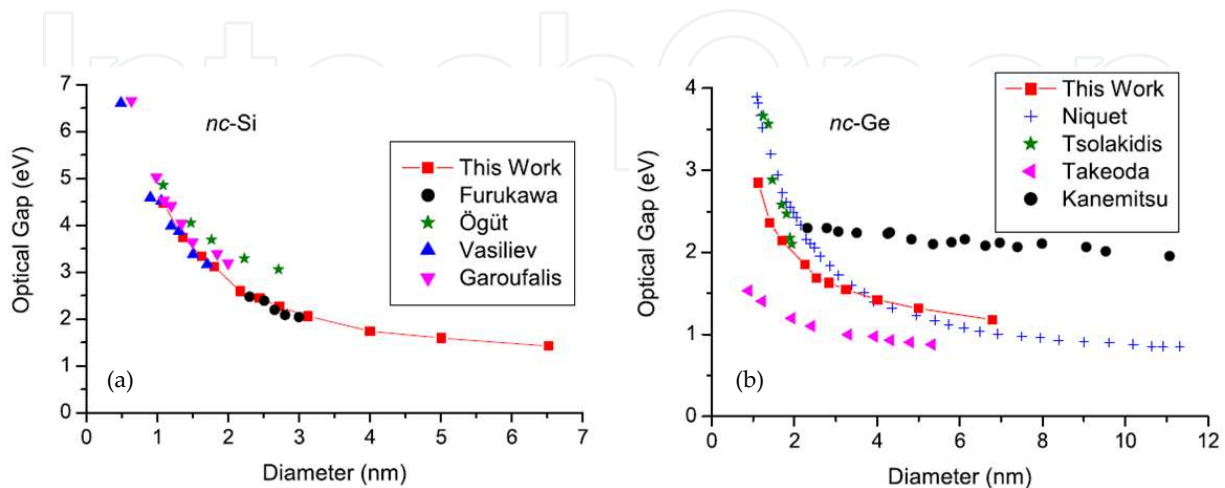 IntechOpen
7
6
5
4
3
2
1
0
Optical Gap (eV)
nc-Si
This Work
Furukawa
Ögüt
Vasiliev
Garoufalis
(a)
0 1 2 3 4 5 6 7
Diameter (nm)
4
3
2
1
0
Optical Gap (eV)
nc-Ge
This Work
Niquet
Tsolakidis
Takeoda
Kanemitsu
(b)
0 2 4 6 8 10 12
Diameter (nm)